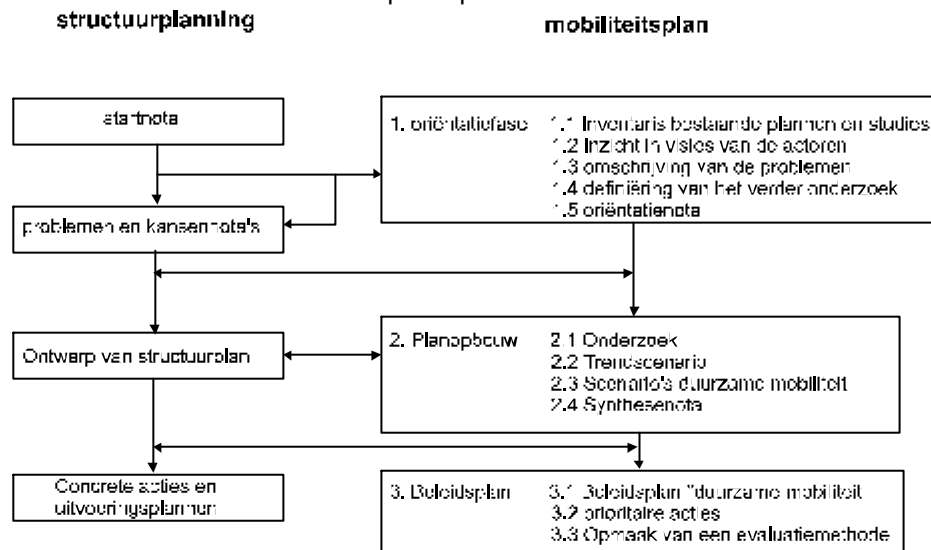 structuurplanning
mobiliteitsplan
startnota
problemen en kansennota's
Ontwerp van structuurplan
Concrete acties en
uitvoeringsplannen
1. oriëntatiefase
1.1 Inventaris bestaande plannen en studies
1.2 Inzicht in visies van de actoren
1.3 omschrijving van de problemen
1.4 definiëring van het verder onderzoek
1.5 oriëntatienota
2. Planopbouw
2.1 Onderzoek
2.2 Trendscenario
2.3 Scenario's duurzame mobiliteit
2.4 Synthesenota
3. Beleidsplan
3.1 Beleidsplan "duurzame mobiliteit
3.2 prioritaire acties
3.3 Opmaak van een evaluatiemethode